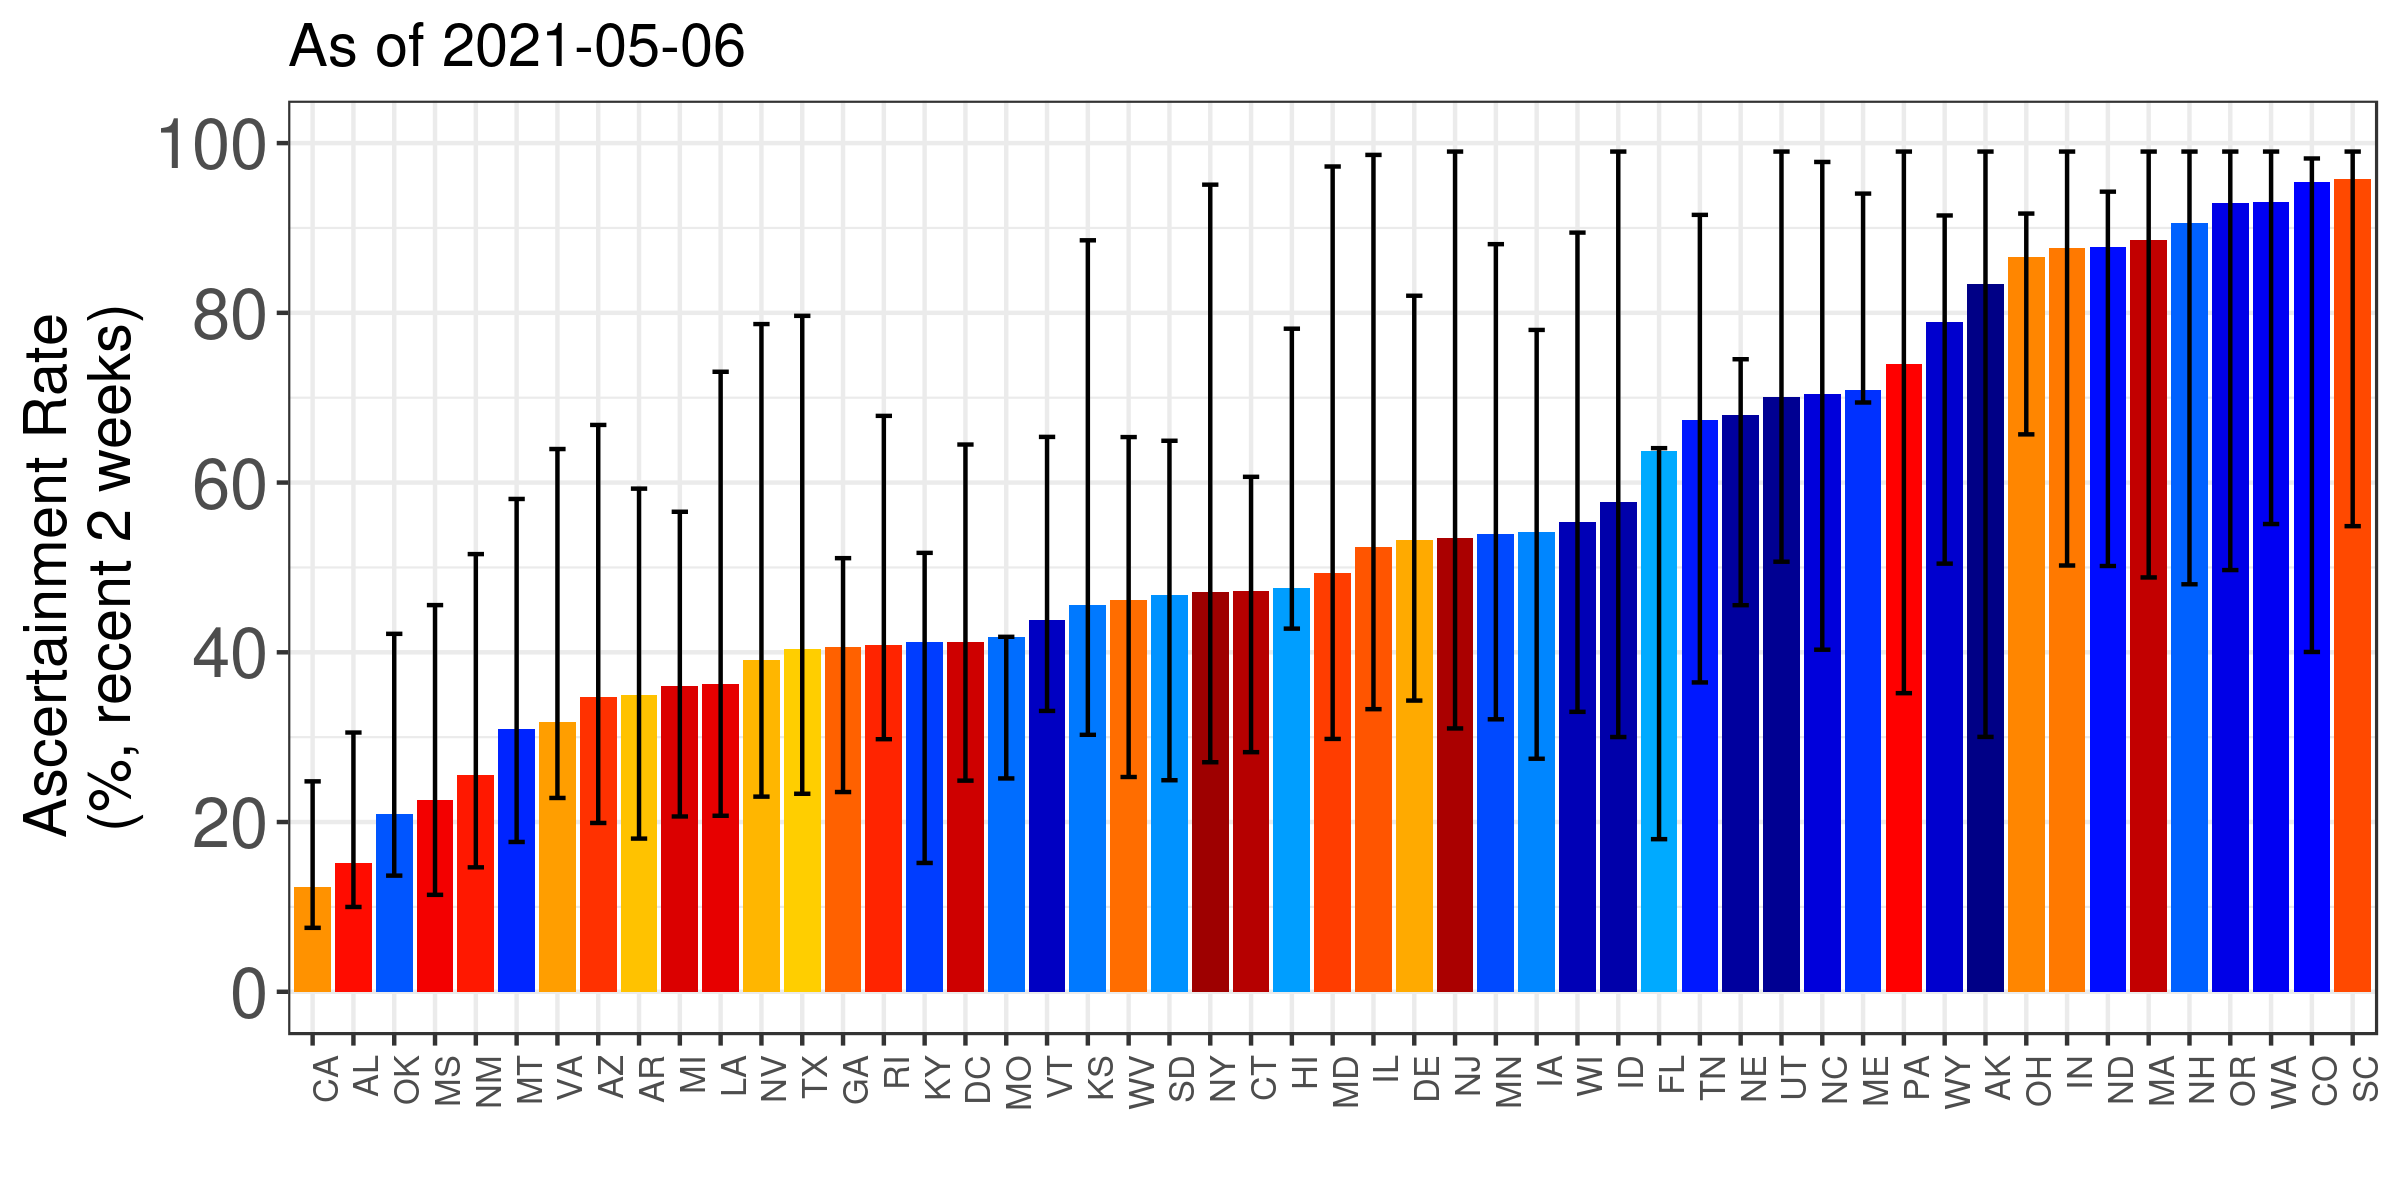 As of 2021-05-06
Ascertainment Rate
(%, recent 2 weeks)
100
80
60
40
20
0
CA AL OK MS NM MT VA AZ AR MI LA NV TX GA RI KY DC MO VT KS WV SD NY CT HI MD IL DE NJ MN IA WI ID FL TN NE UT NC ME PA WY AK OH IN ND MA NH OR WA CO SC